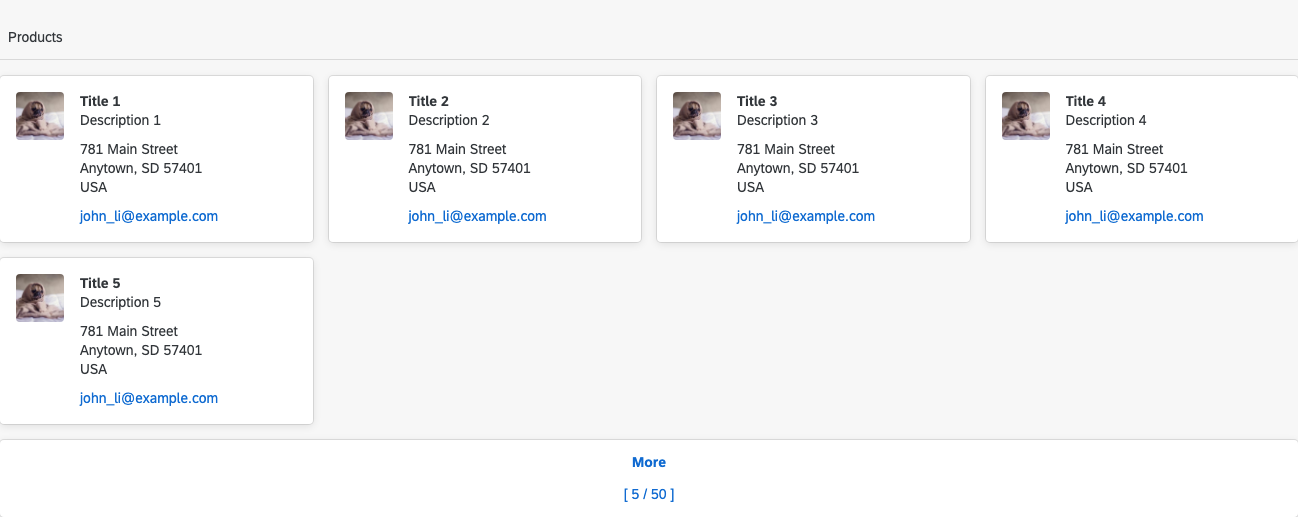 Products
Title 1
Description 1
781 Main Street
Anytown, SD 57401
USA
john_li@example.com
Title 2
Description 2
781 Main Street
Anytown, SD 57401
USA
john_li@example.com
Title 3
Description 3
781 Main Street
Anytown, SD 57401
USA
john_li@example.com
Title 4
Description 4
781 Main Street
Anytown, SD 57401
USA
john_li@example.com
Title 5
Description 5
781 Main Street
Anytown, SD 57401
USA
john_li@example.com
More
[ 5 / 50 ]